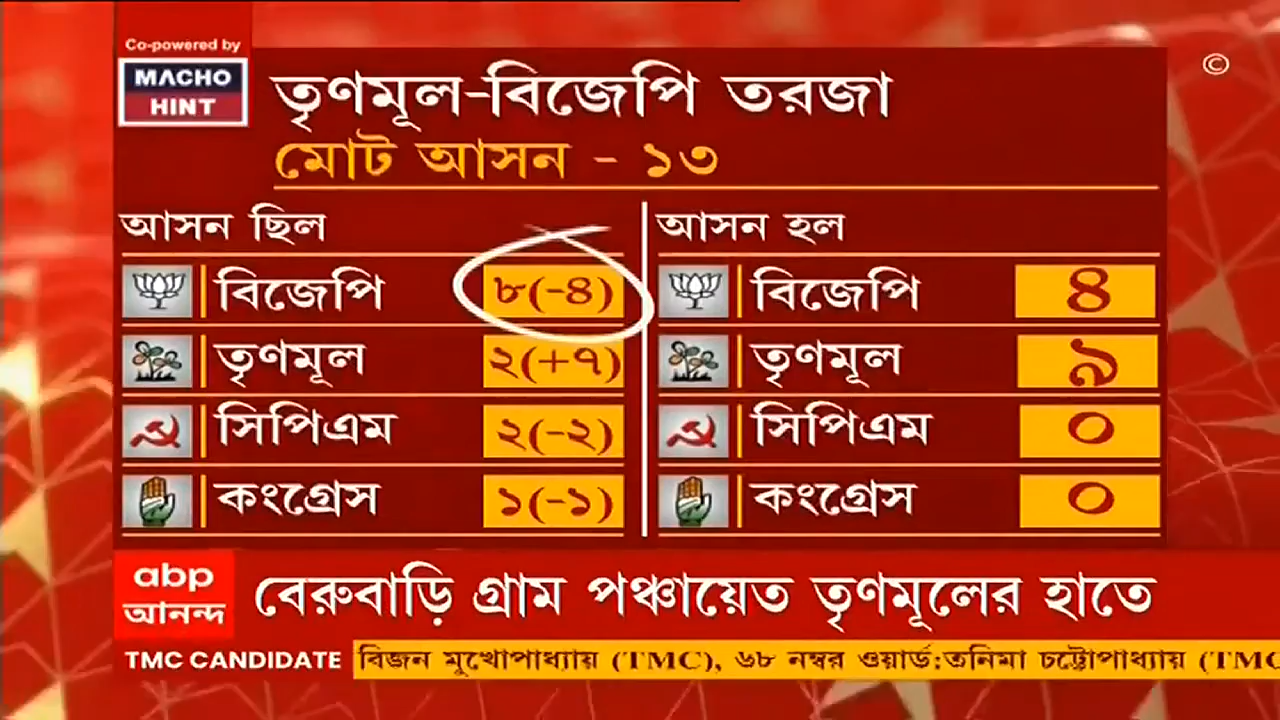 Co-powered by
MACHO
HINT
©
তৃণমূল-বিজেপি তরজা
মোট আসন - ১৩
আসন ছিল
বিজেপি ৮(-৪)
তৃণমূল ২(+৭)
সিপিএম ২(-২)
কংগ্রেস ১(-১)
আসন হল
বিজেপি ৪
তৃণমূল ৯
সিপিএম ০
কংগ্রেস ০
abp
আনন্দ
বেরুবাড়ি গ্রাম পঞ্চায়েত তৃণমূলের হাতে
TMC CANDIDATE বিজন মুখোপাধ্যায় (TMC), ৬৮ নম্বর ওয়ার্ড:তনিমা চট্টোপাধ্যায় (TMC